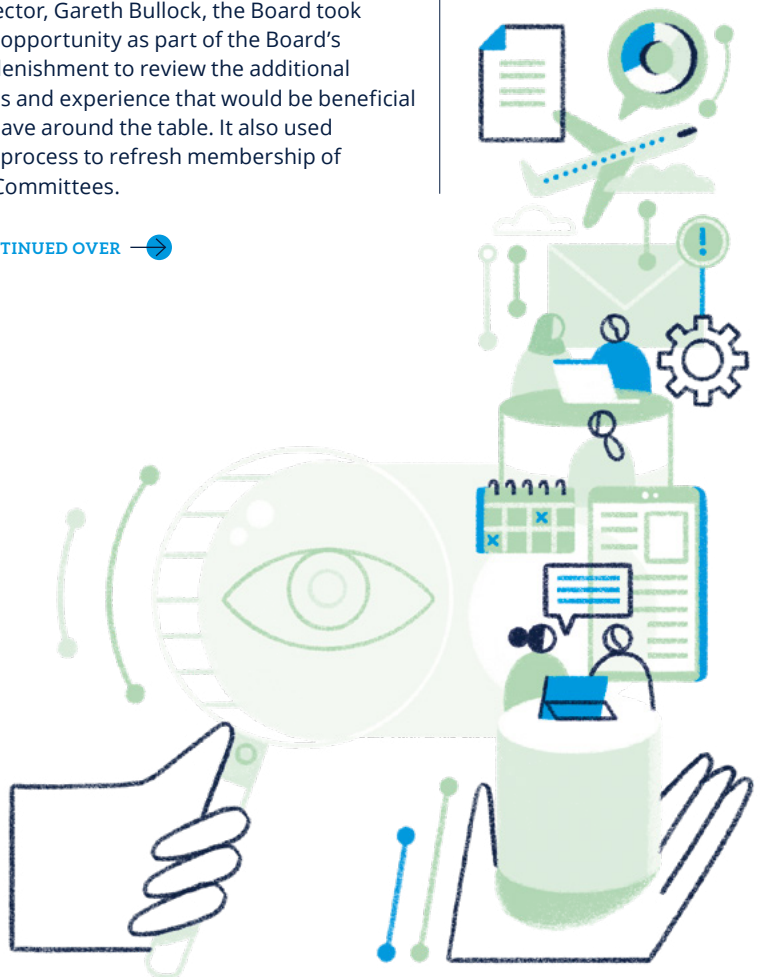 ector, Gareth Bullock, the Board took
opportunity as part of the Board’s
lenishment to review the additional
s and experience that would be beneficial
ave around the table. It also used
process to refresh membership of
Committees.
TINUED OVER
!